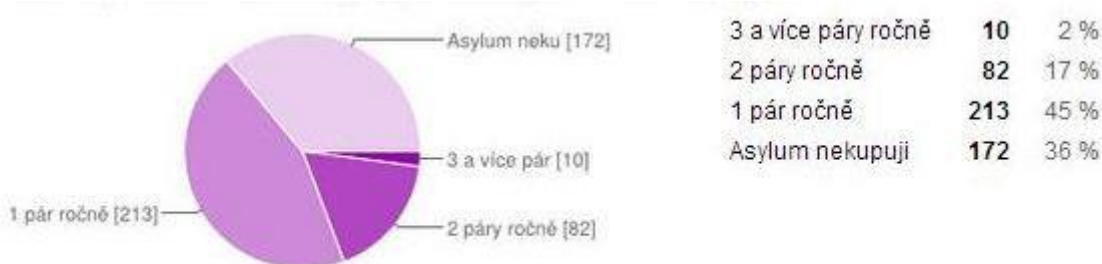 Asylum neku [172]
3 a více pár [10]
1 pár ročně [213]
2 páry ročně [82]
3 a více páry ročně 10 2 %
2 páry ročně 82 17 %
1 pár ročně 213 45 %
Asylum nekupuji 172 36 %